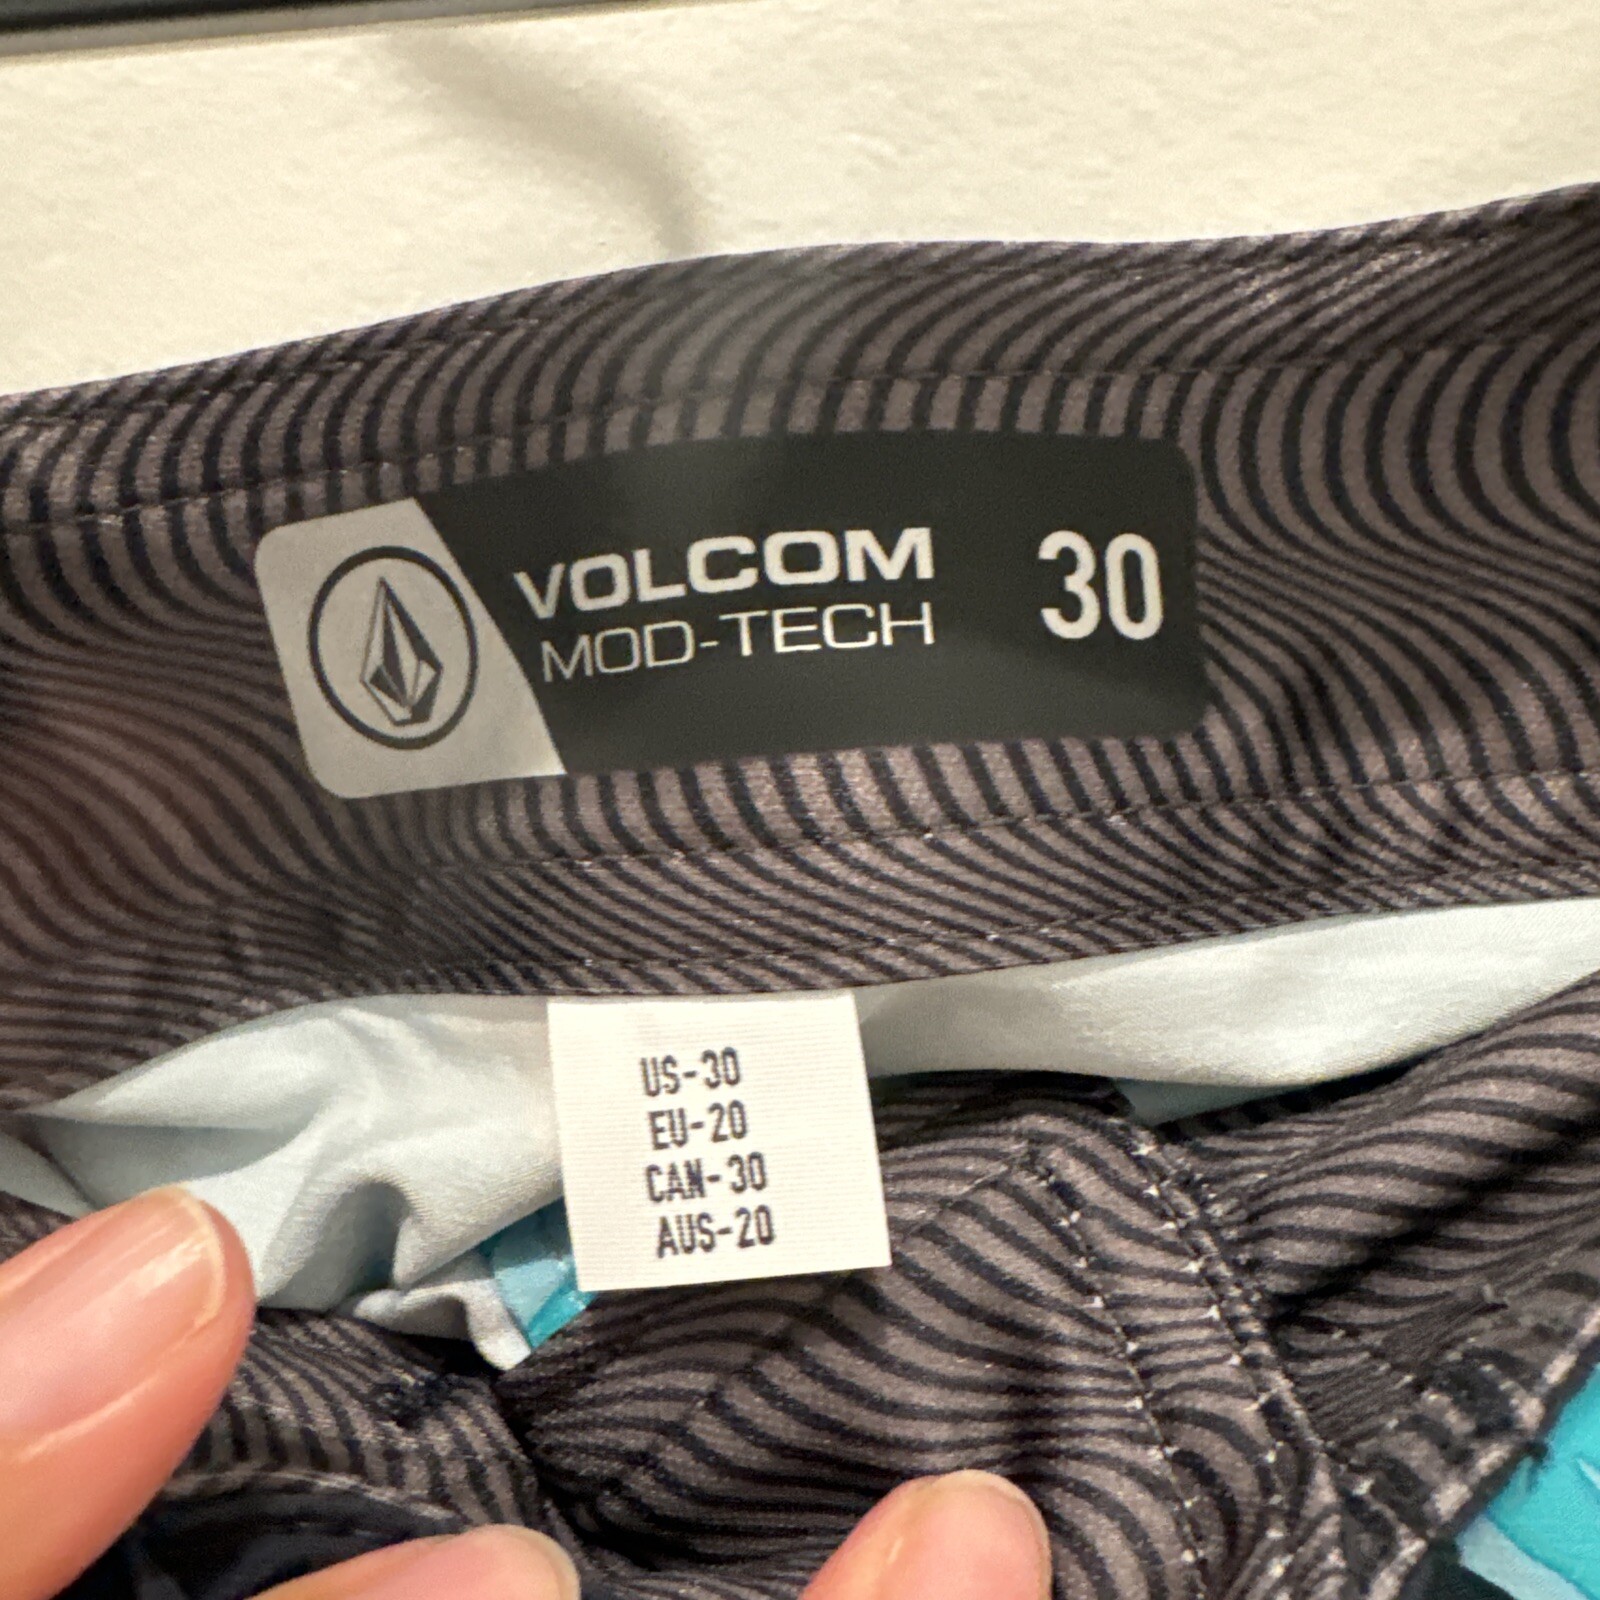 VOLCOM 30
MOD-TECH
US-30
EU-20
CAN-30
AUS-20